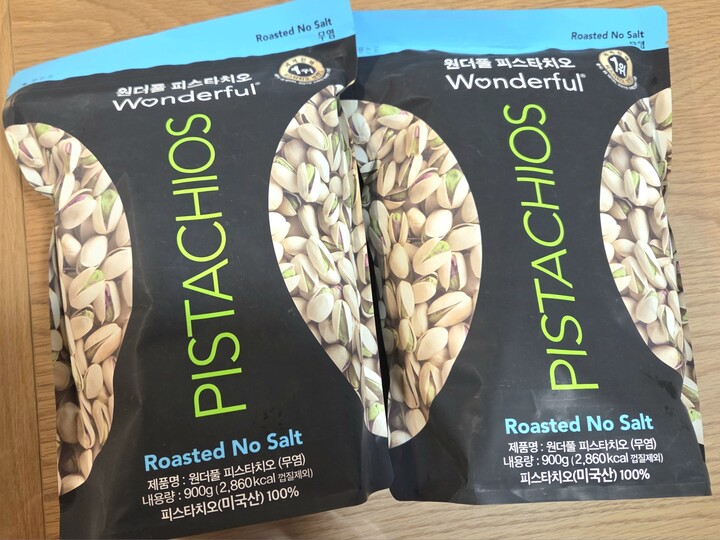 Roasted No Salt
무염
원더풀 피스타치오
Wonderful®
1위
PISTACHIOS
Roasted No Salt
제품명 : 원더풀 피스타치오 (무염)
내용량 : 900g (2,860kcal 껍질제외)
피스타치오(미국산) 100%
Roasted No Salt
무염
원더풀 피스타치오
Wonderful®
1위
PISTACHIOS
Roasted No Salt
제품명 : 원더풀 피스타치오 (무염)
내용량 : 900g (2,860kcal 껍질제외)
피스타치오(미국산) 100%